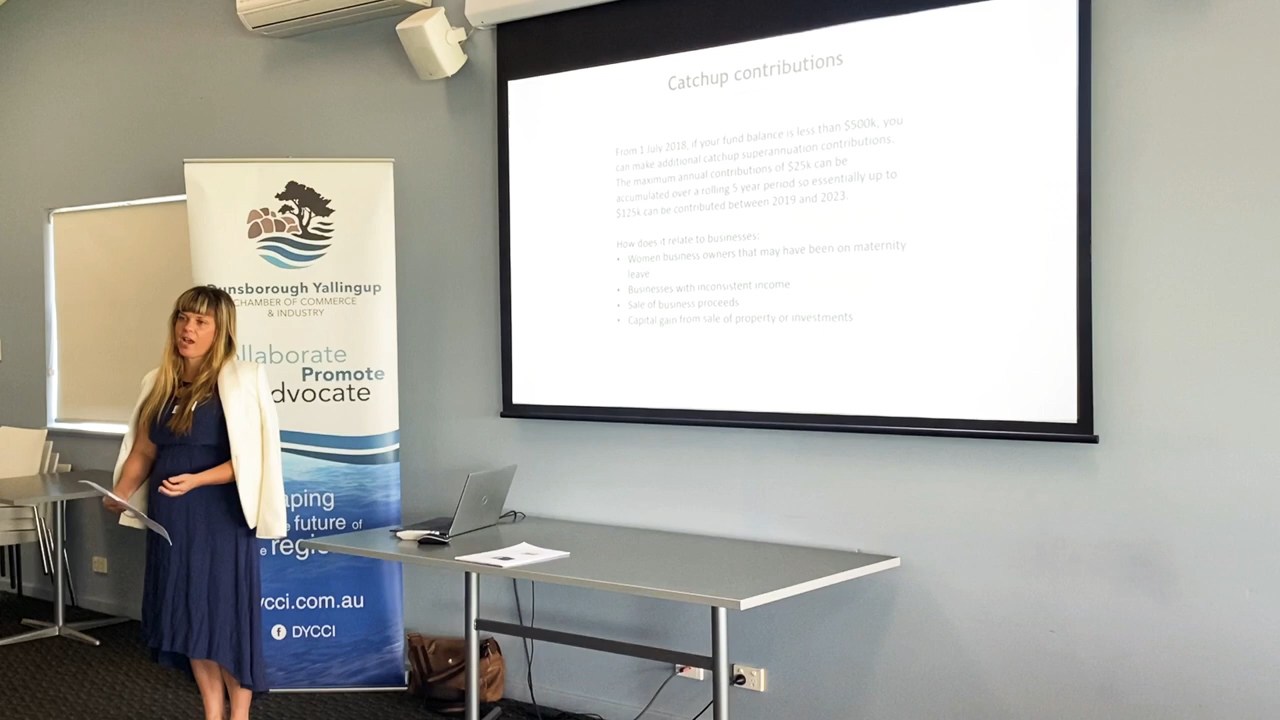 Catchup contributions
From 1 July 2018, if your fund balance is less than $500k, you
can make additional catchup superannuation contributions.
The maximum annual contributions of $25k can be
accumulated over a rolling 5 year period so essentially up to
$125k can be contributed between 2019 and 2023.
How does it relate to businesses:
• Women business owners that may have been on maternity
leave
• Businesses with inconsistent income
• Sale of business proceeds
• Capital gain from sale of property or investments
Dunsborough Yallingup
CHAMBER OF COMMERCE
& INDUSTRY
ollaborate
Promote
dvocate
aping
e future of
e regio
ycci.com.au
f DYCCI